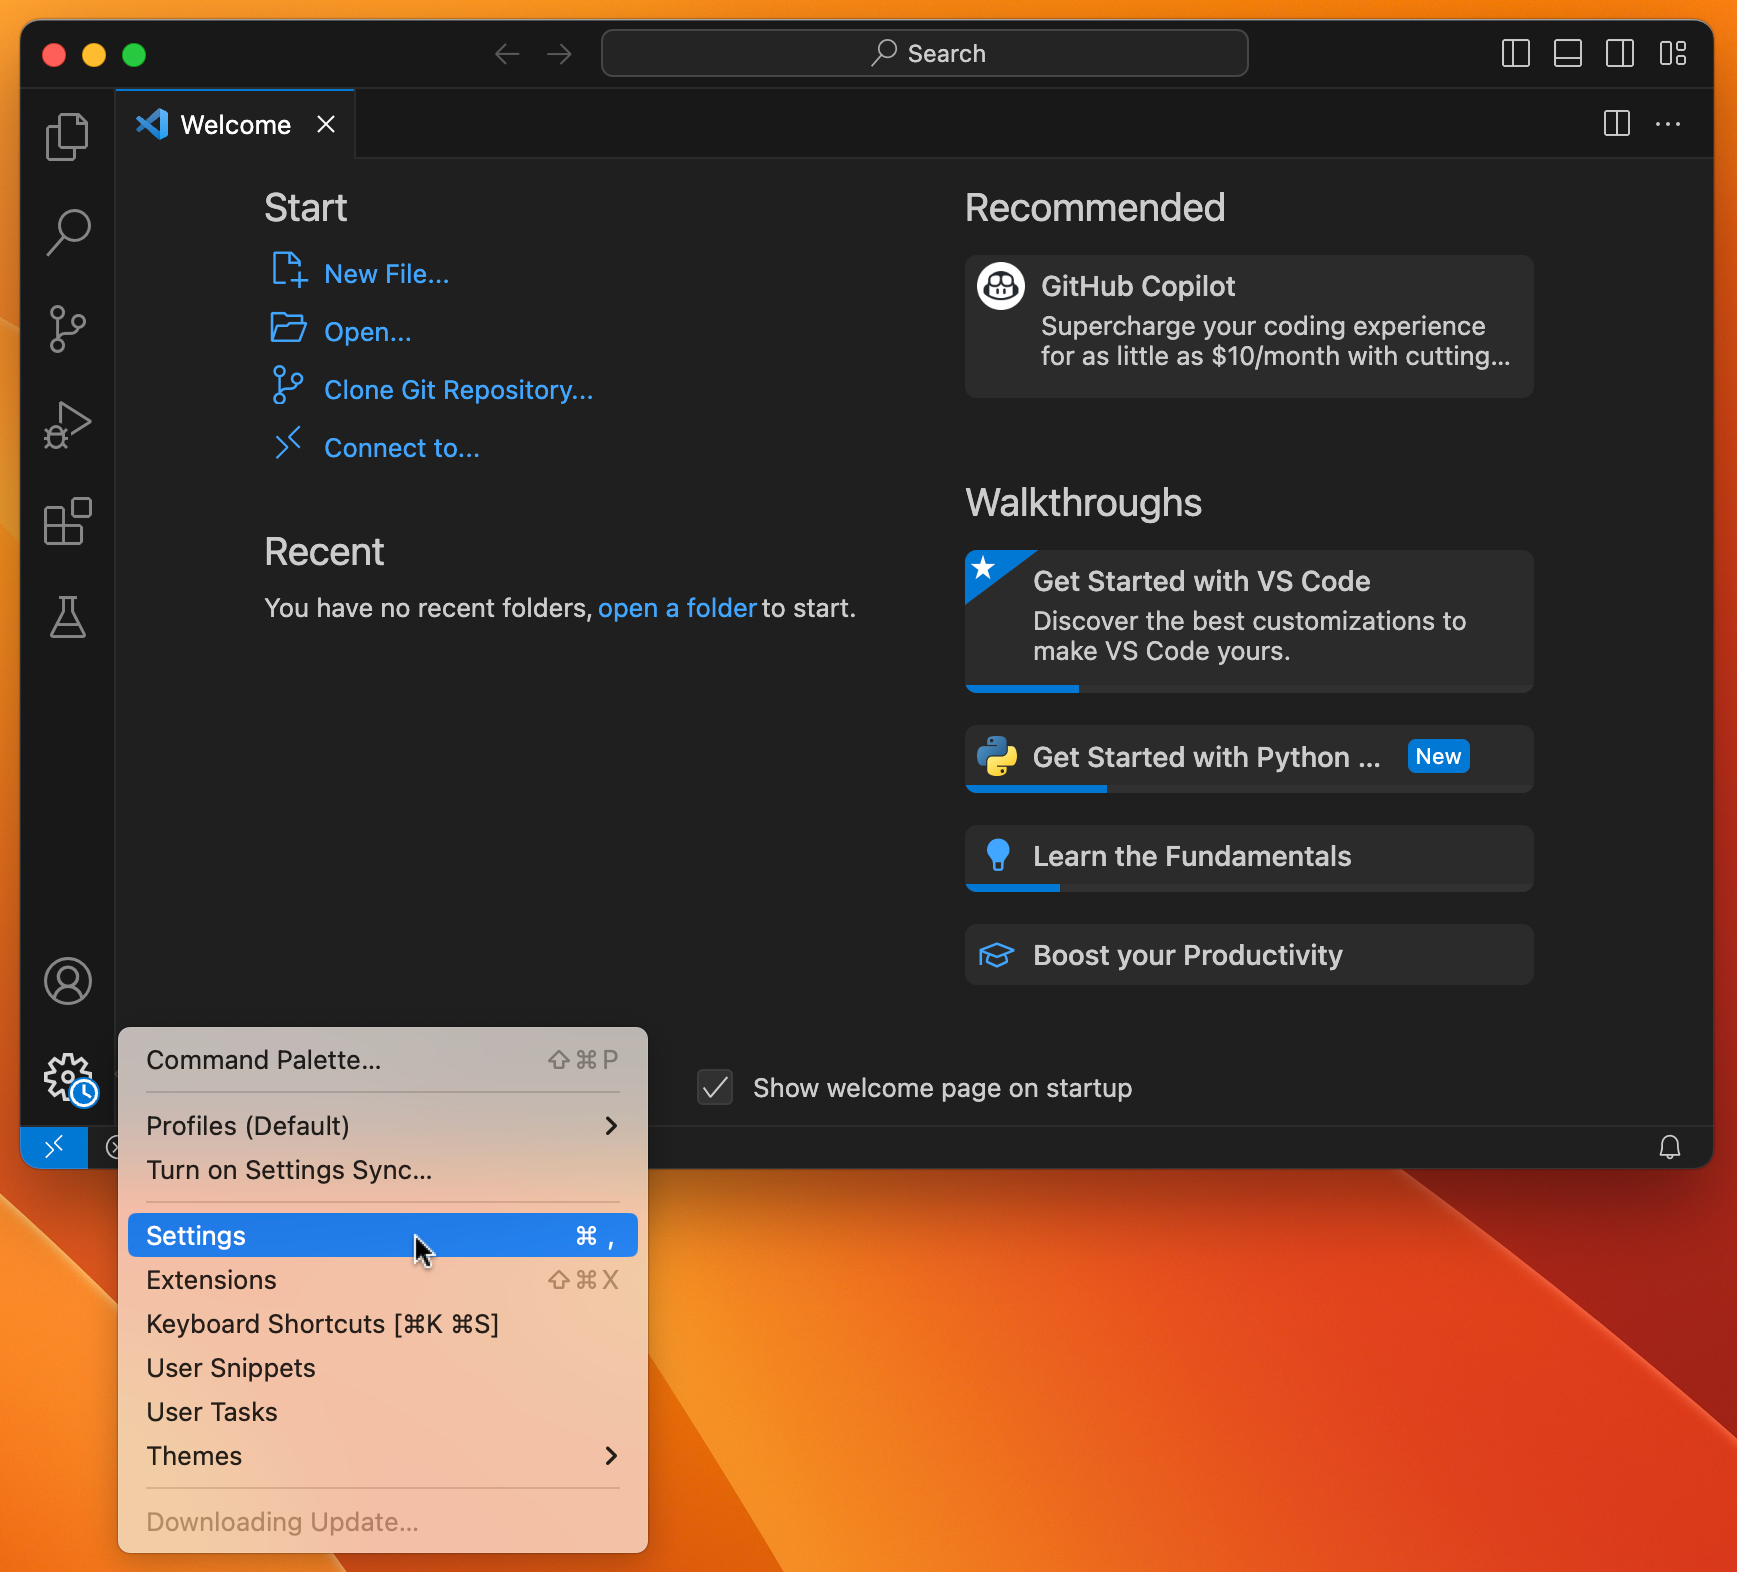 Search
Welcome
Start
New File...
Open...
Clone Git Repository...
Connect to...
Recent
You have no recent folders, open a folder to start.
Recommended
GitHub Copilot
Supercharge your coding experience
for as little as $10/month with cutting...
Walkthroughs
Get Started with VS Code
Discover the best customizations to
make VS Code yours.
Get Started with Python ... New
Learn the Fundamentals
Boost your Productivity
Show welcome page on startup
Command Palette... ⇧⌘P
Profiles (Default)
Turn on Settings Sync...
Settings ⌘,
Extensions ⇧⌘X
Keyboard Shortcuts [⌘K ⌘S]
User Snippets
User Tasks
Themes
Downloading Update...